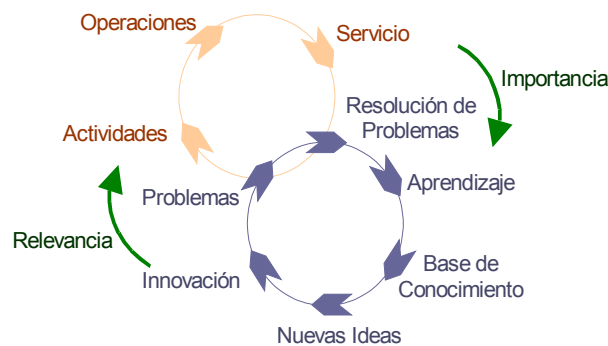 Operaciones
Servicio
Importancia
Resolución de
Problemas
Actividades
Aprendizaje
Problemas
Relevancia
Base de
Conocimiento
Innovación
Nuevas Ideas